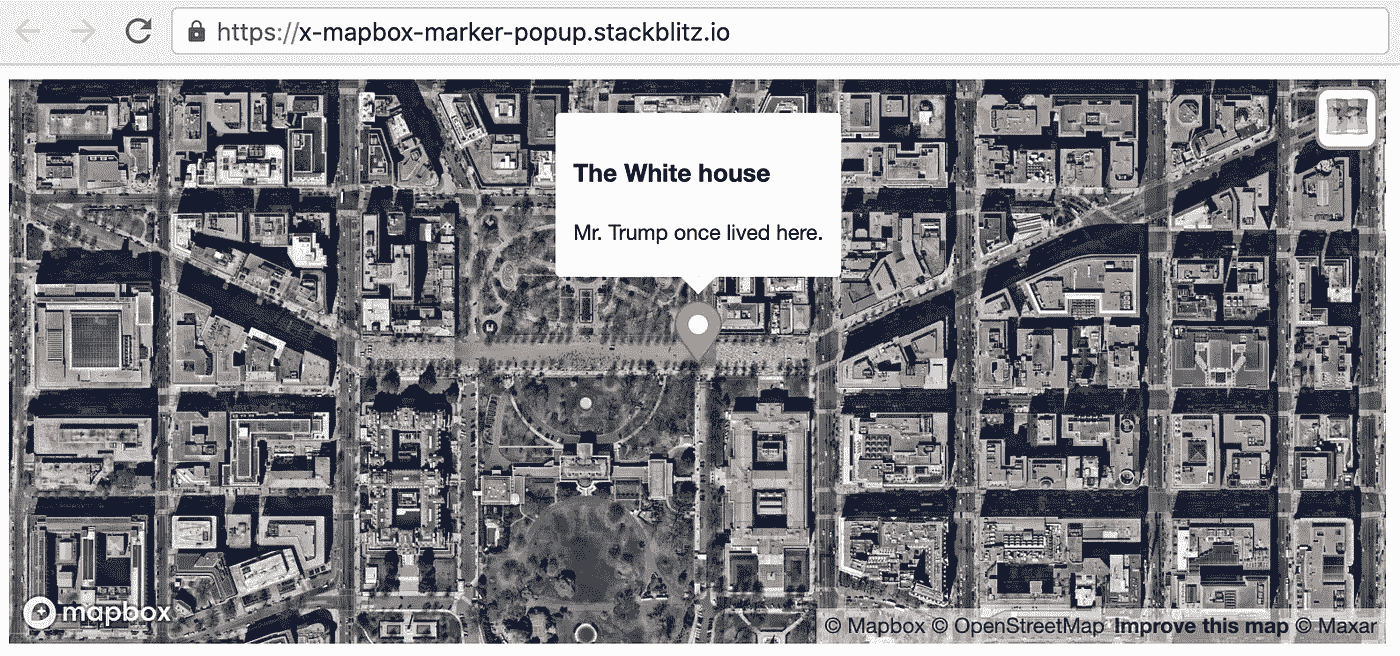 https://x-mapbox-marker-popup.stackblitz.io
The White house
Mr. Trump once lived here.
mapbox
© Mapbox © OpenStreetMap Improve this map © Maxar